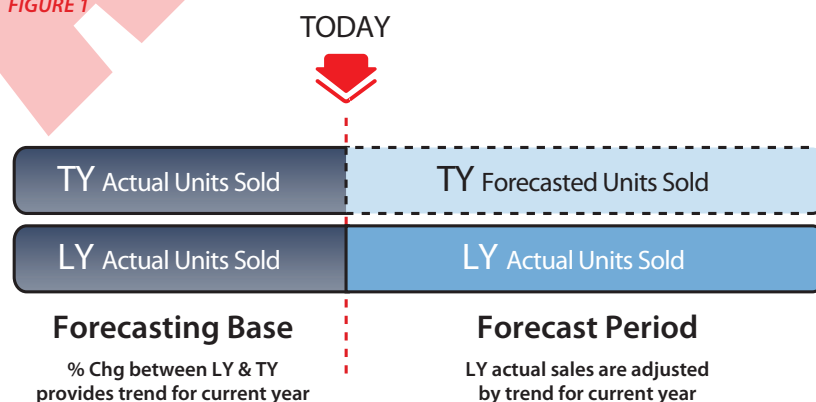 FIGURE 1
TODAY
TY Actual Units Sold
TY Forecasted Units Sold
LY Actual Units Sold
LY Actual Units Sold
Forecasting Base
Forecast Period
% Chg between LY & TY
provides trend for current year
LY actual sales are adjusted
by trend for current year